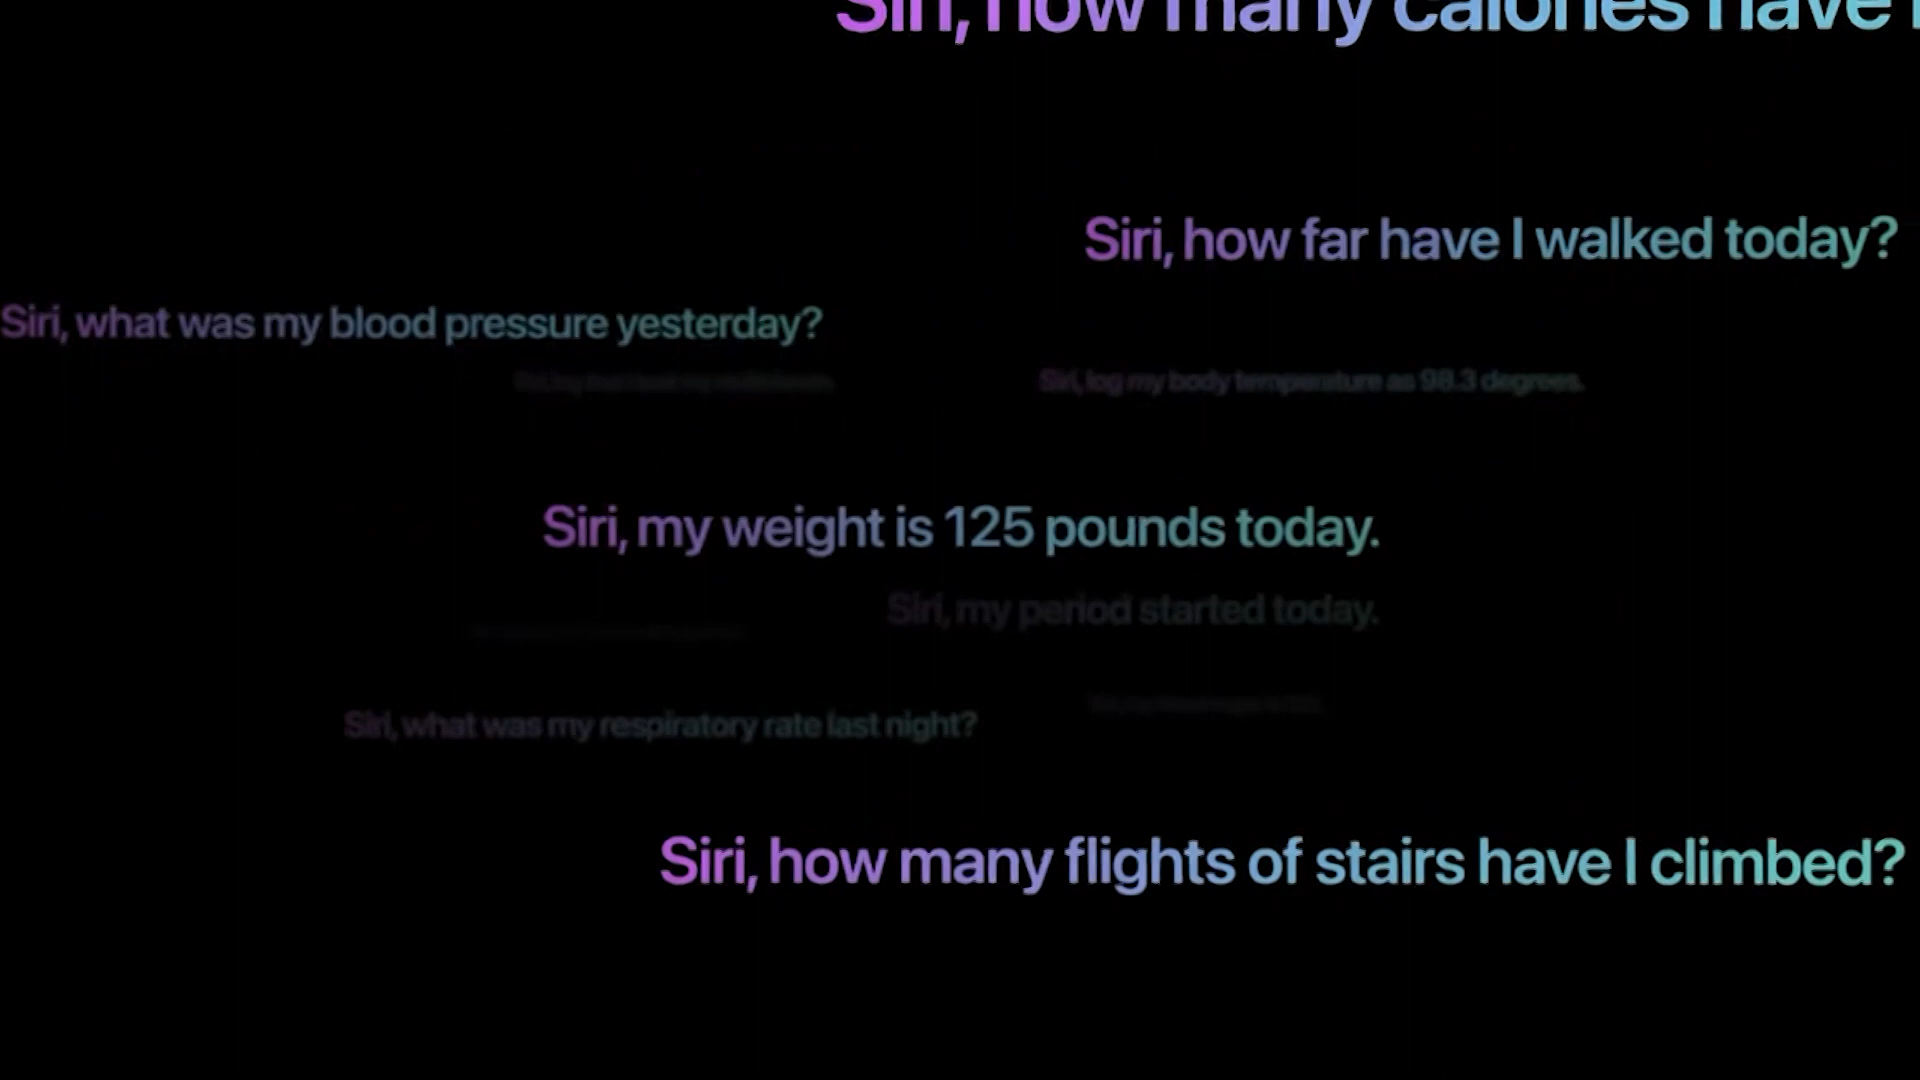 Siri, how many calories have
Siri, how far have I walked today?
Siri, what was my blood pressure yesterday?
Siri, log my body temperature as 98.3 degrees.
Siri, my weight is 125 pounds today.
Siri, my period started today.
Siri, what was my respiratory rate last night?
Siri, how many flights of stairs have I climbed?